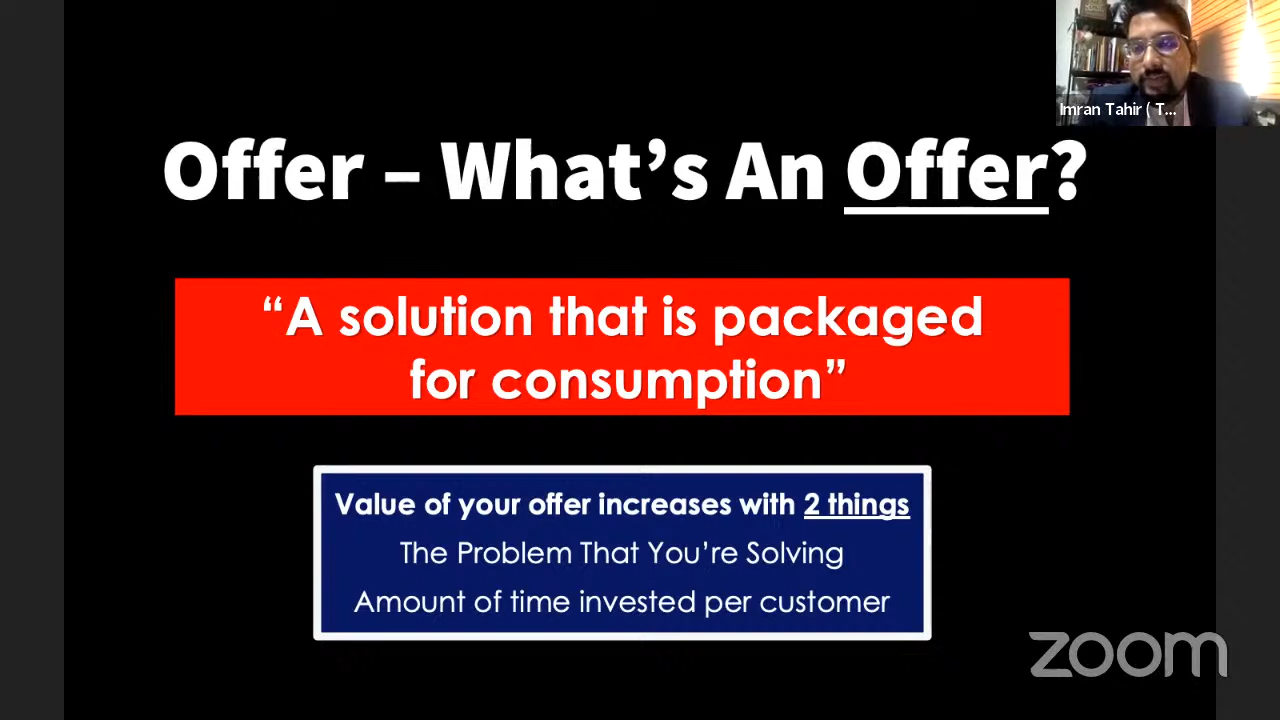 Offer – What’s An Offer?
“A solution that is packaged
for consumption”
Value of your offer increases with 2 things
The Problem That You’re Solving
Amount of time invested per customer
Imran Tahir ( T...
zoom